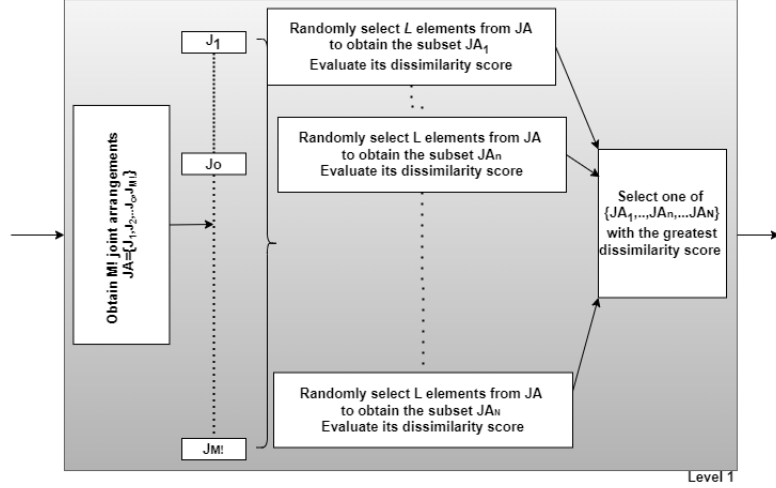 Obtain M! joint arrangements
JA={J1,J2,...Jo,JM!}
J1
Jo
JM!
Randomly select L elements from JA
to obtain the subset JA1
Evaluate its dissimilarity score
Randomly select L elements from JA
to obtain the subset JAn
Evaluate its dissimilarity score
Randomly select L elements from JA
to obtain the subset JAN
Evaluate its dissimilarity score
Select one of
{JA1,..,JAn,...JAN}
with the greatest
dissimilarity score
Level 1